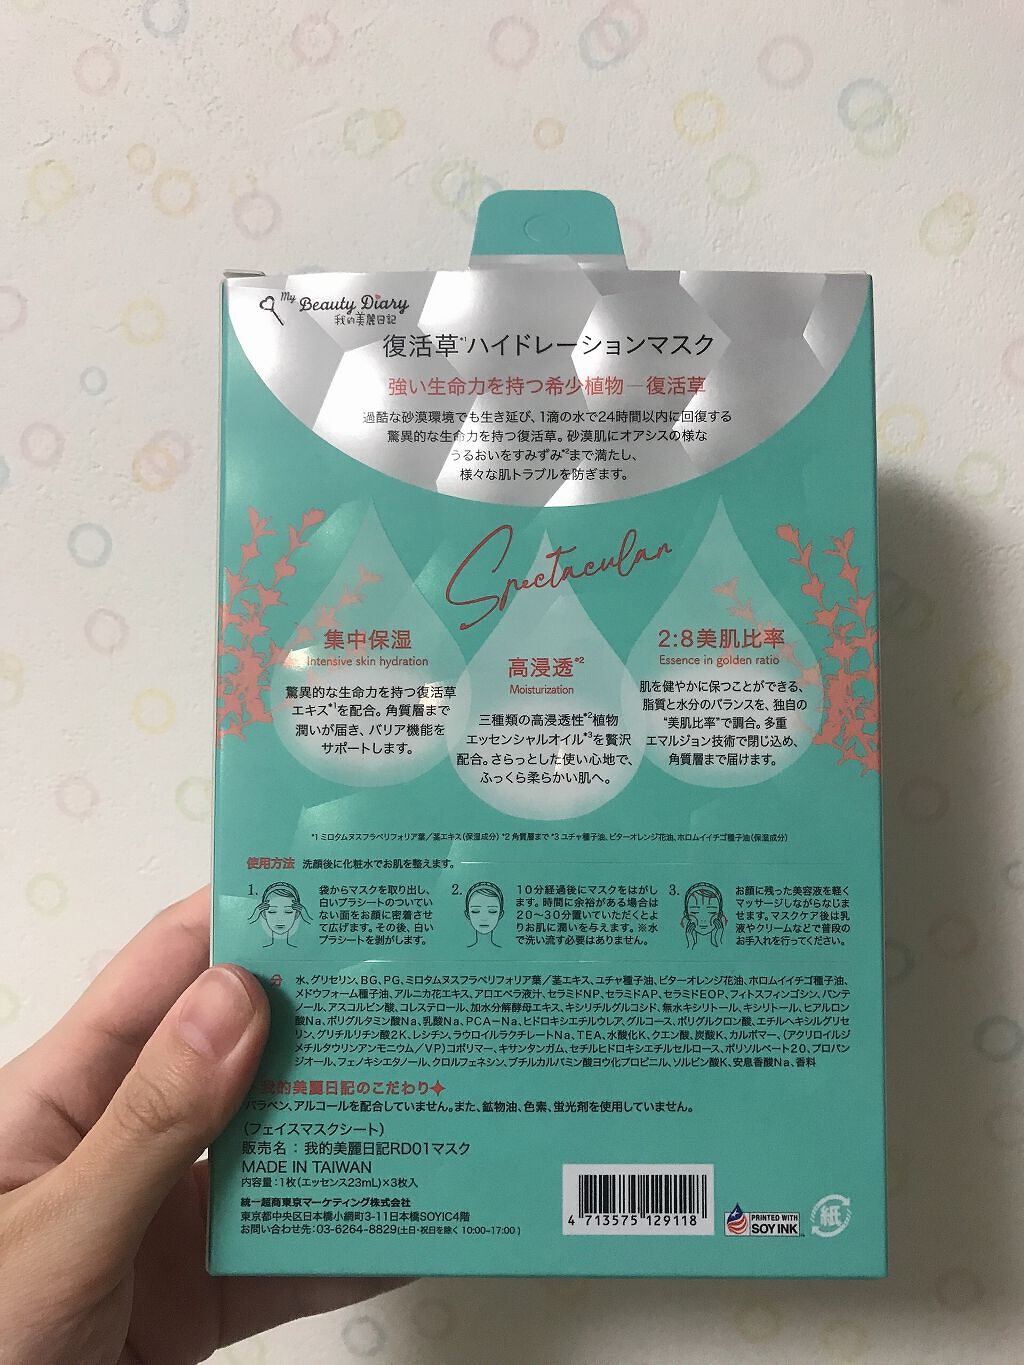 my Beauty Diary
我的美麗日記
復活草*1ハイドレーションマスク
強い生命力を持つ希少植物―復活草
過酷な砂漠環境でも生き延び、1滴の水で24時間以内に回復する
驚異的な生命力を持つ復活草。砂漠肌にオアシスの様な
うるおいをすみずみ*2まで満たし、
様々な肌トラブルを防ぎます。
Spectacular
集中保湿
Intensive skin hydration
驚異的な生命力を持つ復活草
エキス*1を配合。角質層まで
潤いが届き、バリア機能を
サポートします。
高浸透*2
Moisturization
三種類の高浸透性*2植物
エッセンシャルオイル*3を贅沢
配合。さらっとした使い心地で、
ふっくら柔らかい肌へ。
2:8美肌比率
Essence in golden ratio
肌を健やかに保つことができる、
脂質と水分のバランスを、独自の
“美肌比率”で調合。多重
エマルジョン技術で閉じ込め、
角質層まで届けます。
*1 ミロタムヌスフラベリフォリア葉/茎エキス(保湿成分) *2 角質層まで *3 ユチャ種子油、ビターオレンジ花油、ホロムイイチゴ種子油(保湿成分)
使用方法 洗顔後に化粧水でお肌を整えます。
1.
袋からマスクを取り出し、
白いプラシートのついてい
ない面をお顔に密着させ
て広げます。その後、白い
プラシートを剥がします。
2.
10分経過後にマスクをはがし
ます。時間に余裕がある場合は
20～30分置いていただくとよ
りお肌に潤いを与えます。※水
で洗い流す必要はありません。
3.
お顔に残った美容液を軽く
マッサージしながらなじま
せます。マスクケア後は乳
液やクリームなどで普段の
お手入れを行ってください。
分 水、グリセリン、BG、PG、ミロタムヌスフラベリフォリア葉/茎エキス、ユチャ種子油、ビターオレンジ花油、ホロムイイチゴ種子油、
メドウフォーム種子油、アルニカ花エキス、アロエベラ液汁、セラミドNP、セラミドAP、セラミドEOP、フィトスフィンゴシン、パンテ
ノール、アスコルビン酸、コレステロール、加水分解酵母エキス、キシリチルグルコシド、無水キシリトール、キシリトール、ヒアルロン
酸Na、ポリグルタミン酸Na、乳酸Na、PCA-Na、ヒドロキシエチルウレア、グルコース、ポリグルクロン酸、エチルヘキシルグリセ
リン、グリチルリチン酸2K、レシチン、ラウロイルラクチレートNa、TEA、水酸化K、クエン酸、炭酸K、カルボマー、(アクリロイルジ
メチルタウリンアンモニウム/VP)コポリマー、キサンタンガム、セチルヒドロキシエチルセルロース、ポリソルベート20、プロパン
ジオール、フェノキシエタノール、クロルフェネシン、ブチルカルバミン酸ヨウ化プロピニル、ソルビン酸K、安息香酸Na、香料
我的美麗日記のこだわり
パラベン、アルコールを配合していません。また、鉱物油、色素、蛍光剤を使用していません。
(フェイスマスクシート)
販売名：我的美麗日記RD01マスク
MADE IN TAIWAN
内容量：1枚(エッセンス23mL)×3枚入
統一超商東京マーケティング株式会社
東京都中央区日本橋小網町3-11日本橋SOYIC4階
お問い合わせ先：03-6264-8829(土日・祝日を除く10:00~17:00)
4 713575 129118
PRINTED WITH
SOY INK
紙